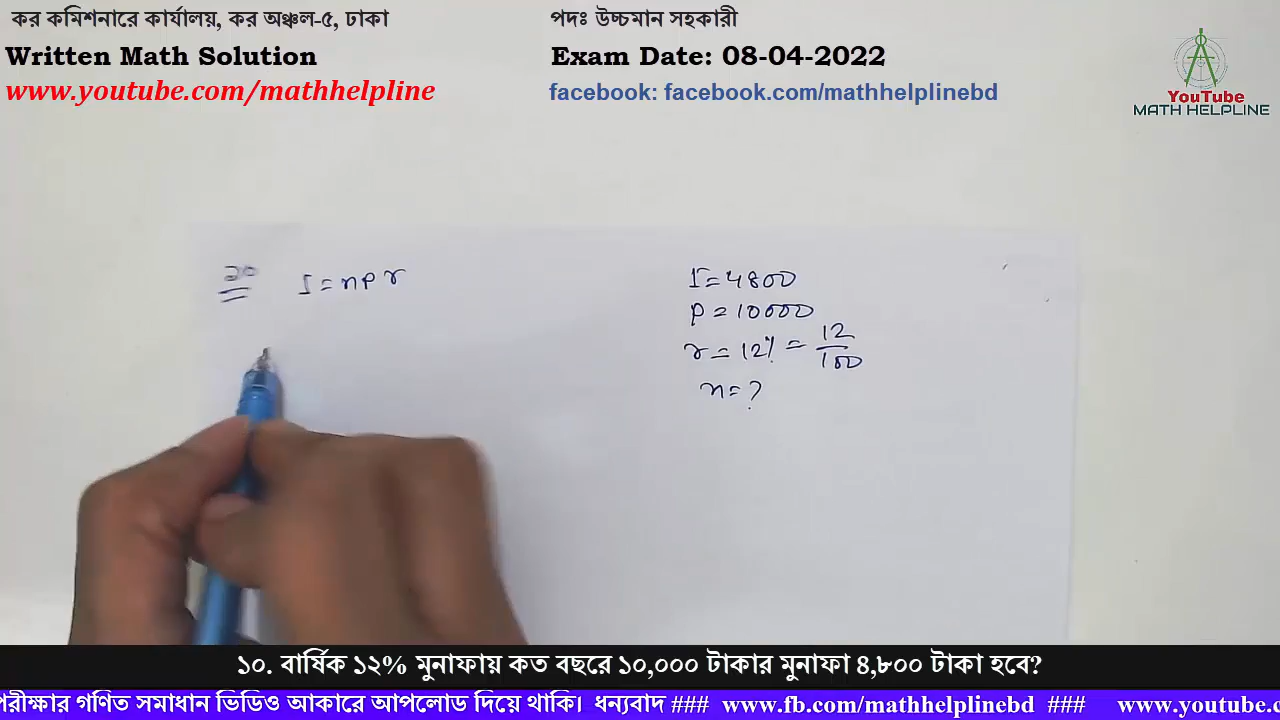 কর কমিশনারে কার্যালয়, কর অঞ্চল-৫, ঢাকা
পদঃ উচ্চমান সহকারী
Written Math Solution
Exam Date: 08-04-2022
www.youtube.com/mathhelpline
facebook: facebook.com/mathhelplinebd
YouTube
MATH HELPLINE
১০ I = npr
I = 4800
P = 10000
r = 12% = 12/100
n = ?
১০. বার্ষিক ১২% মুনাফায় কত বছরে ১০,০০০ টাকার মুনাফা ৪,৮০০ টাকা হবে?
পরীক্ষার গণিত সমাধান ভিডিও আকারে আপলোড দিয়ে থাকি। ধন্যবাদ ### www.fb.com/mathhelplinebd ### www.youtube.c